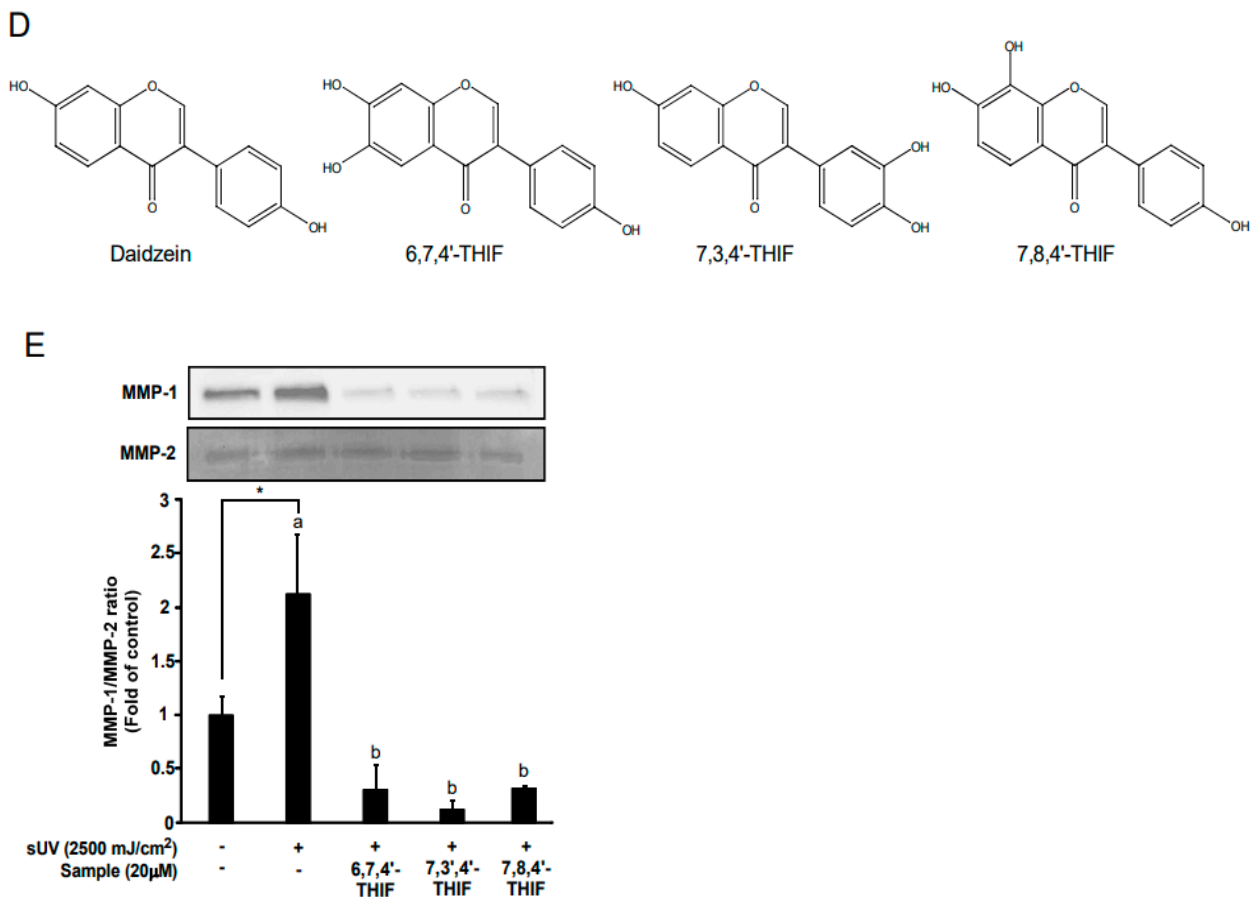 D
HO O O OH
HO HO O O OH
HO O O OH OH
OH HO O O OH
Daidzein 6,7,4'-THIF 7,3,4'-THIF 7,8,4'-THIF
E
MMP-1
MMP-2
MMP-1/MMP-2 ratio
(Fold of control)
3
2.5
2
1.5
1
0.5
0
*
a
b
b
b
sUV (2500 mJ/cm²) - + + + +
Sample (20µM) - - 6,7,4'- 7,3',4'- 7,8,4'-
THIF THIF THIF